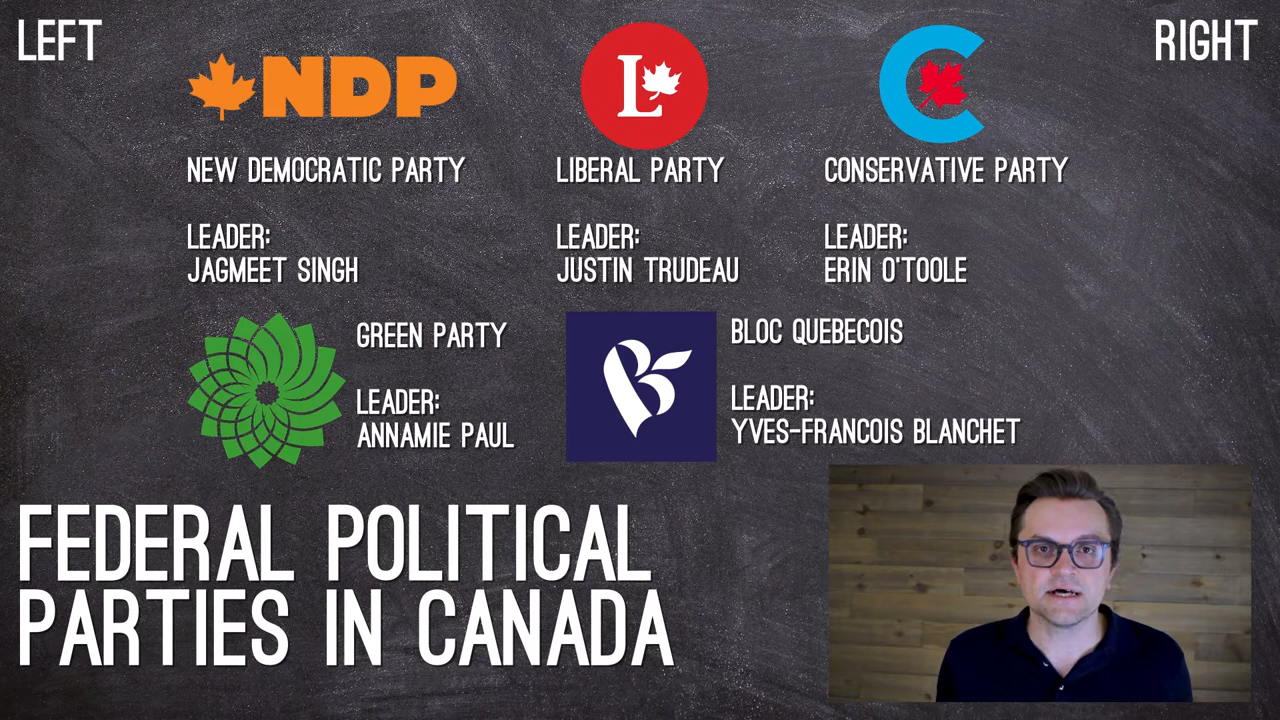 LEFT
RIGHT
NDP
L
C
NEW DEMOCRATIC PARTY
LIBERAL PARTY
CONSERVATIVE PARTY
LEADER:
JAGMEET SINGH
LEADER:
JUSTIN TRUDEAU
LEADER:
ERIN O'TOOLE
GREEN PARTY
LEADER:
ANNAMIE PAUL
BLOC QUEBECOIS
LEADER:
YVES-FRANCOIS BLANCHET
FEDERAL POLITICAL
PARTIES IN CANADA